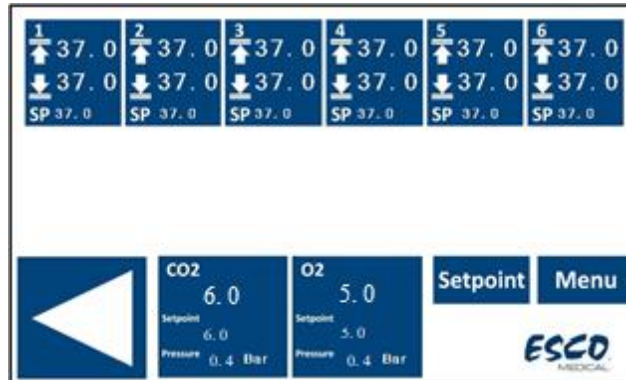 1 2 3 4 5 6
37.0 37.0 37.0 37.0 37.0 37.0
37.0 37.0 37.0 37.0 37.0 37.0
SP 37.0 SP 37.0 SP 37.0 SP 37.0 SP 37.0 SP 37.0
CO2
6.0
Setpoint
6.0
Pressure 0.4 Bar
O2
5.0
Setpoint
5.0
Pressure 0.4 Bar
Setpoint Menu
ESCO
MEDICAL